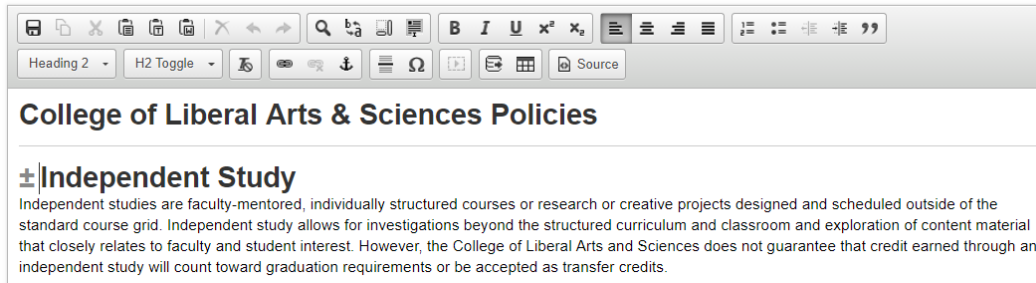 B I U x² xₑ
Heading 2 H2 Toggle Ω Source
College of Liberal Arts & Sciences Policies
±Independent Study
Independent studies are faculty-mentored, individually structured courses or research or creative projects designed and scheduled outside of the
standard course grid. Independent study allows for investigations beyond the structured curriculum and classroom and exploration of content material
that closely relates to faculty and student interest. However, the College of Liberal Arts and Sciences does not guarantee that credit earned through an
independent study will count toward graduation requirements or be accepted as transfer credits.